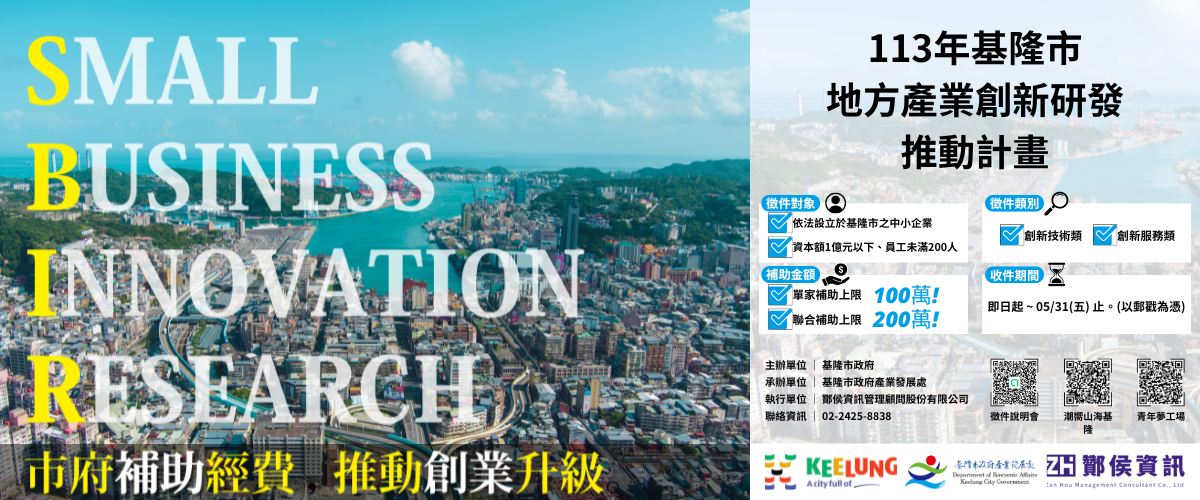 SMALL
BUSINESS
INNOVATION
RESEARCH
市府補助經費 推動創業升級
113年基隆市
地方產業創新研發
推動計畫
徵件對象
依法設立於基隆市之中小企業
資本額1億元以下、員工未滿200人
徵件類別
創新技術類 創新服務類
補助金額
單家補助上限 100萬!
聯合補助上限 200萬!
收件期間
即日起 ~ 05/31(五) 止。(以郵戳為憑)
主辦單位 | 基隆市政府
承辦單位 | 基隆市政府產業發展處
執行單位 | 酇侯資訊管理顧問股份有限公司
聯絡資訊 | 02-2425-8838
徵件說明會
潮嚮山海基
隆
青年夢工場
KEELUNG
A city full of
基隆市政府產業發展處
Department of Economic Affairs
Keelung City Government
ZH 酇侯資訊
Zan Hou Management Consultant Co., Ltd